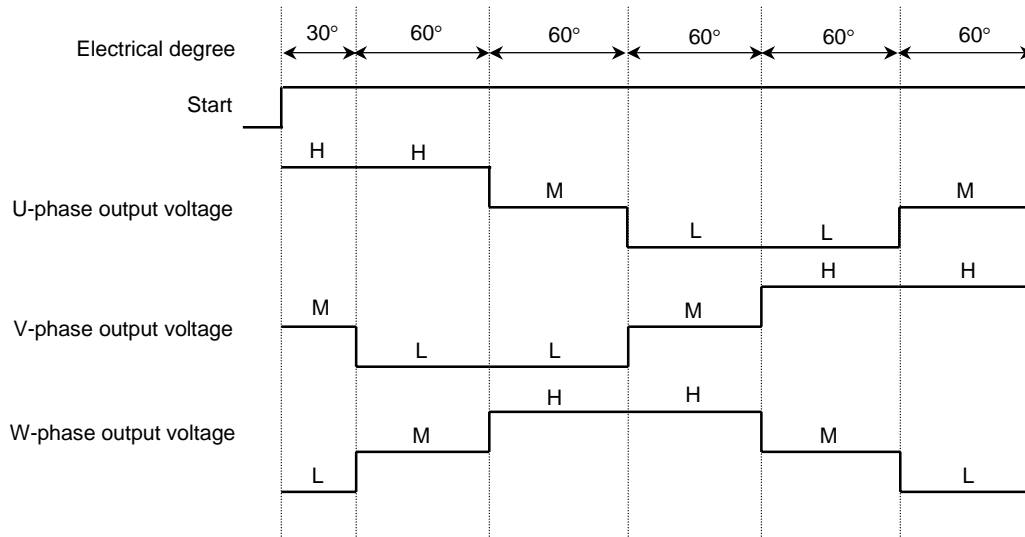 Electrical degree 30° 60° 60° 60° 60° 60°
Start
H H
U-phase output voltage M L L M
H H
V-phase output voltage M L L M
H H
W-phase output voltage L M M L